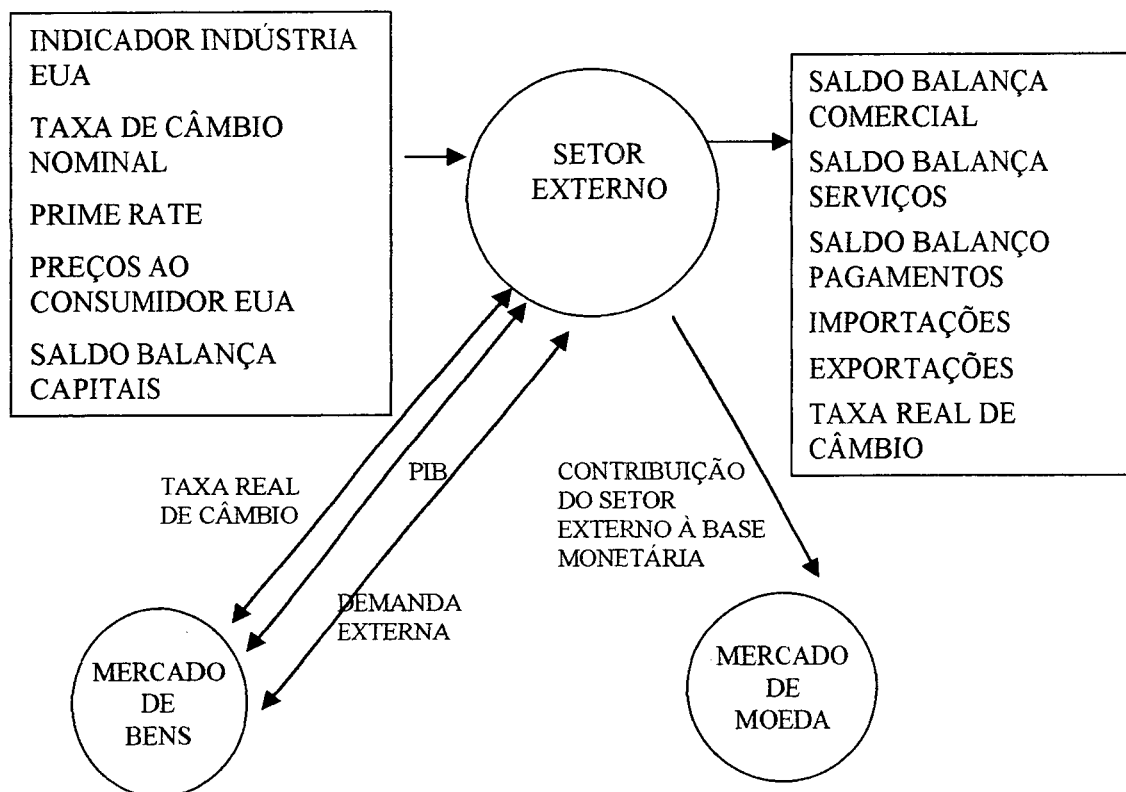 INDICADOR INDÚSTRIA
EUA
TAXA DE CÂMBIO
NOMINAL
PRIME RATE
PREÇOS AO
CONSUMIDOR EUA
SALDO BALANÇA
CAPITAIS
SETOR
EXTERNO
SALDO BALANÇA
COMERCIAL
SALDO BALANÇA
SERVIÇOS
SALDO BALANÇO
PAGAMENTOS
IMPORTAÇÕES
EXPORTAÇÕES
TAXA REAL DE
CÂMBIO
TAXA REAL
DE CÂMBIO
PIB
DEMANDA
EXTERNA
CONTRIBUIÇÃO
DO SETOR
EXTERNO À BASE
MONETÁRIA
MERCADO
DE
BENS
MERCADO
DE
MOEDA